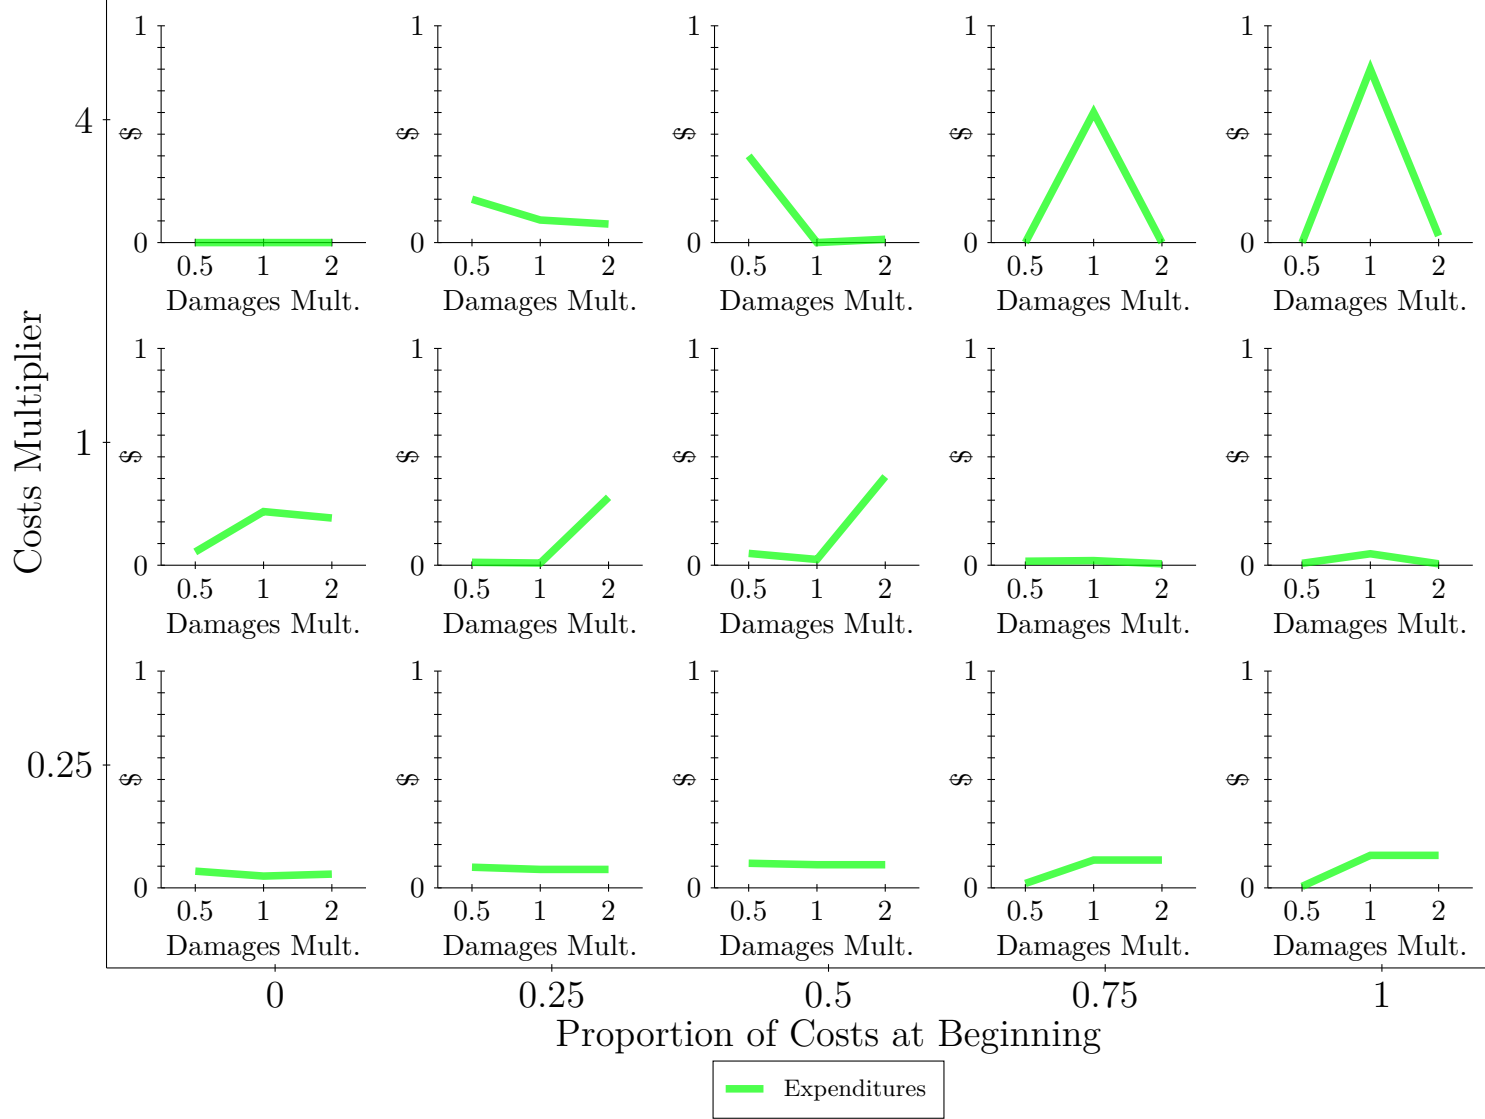 1 1 1 1 1
4 $ $ $ $ $
0 0 0 0 0
0.5 1 2 0.5 1 2 0.5 1 2 0.5 1 2 0.5 1 2
Damages Mult. Damages Mult. Damages Mult. Damages Mult. Damages Mult.
Costs Multiplier
1 1 1 1 1
1 $ $ $ $ $
0 0 0 0 0
0.5 1 2 0.5 1 2 0.5 1 2 0.5 1 2 0.5 1 2
Damages Mult. Damages Mult. Damages Mult. Damages Mult. Damages Mult.
1 1 1 1 1
0.25 $ $ $ $ $
0 0 0 0 0
0.5 1 2 0.5 1 2 0.5 1 2 0.5 1 2 0.5 1 2
Damages Mult. Damages Mult. Damages Mult. Damages Mult. Damages Mult.
0 0.25 0.5 0.75 1
Proportion of Costs at Beginning
Expenditures